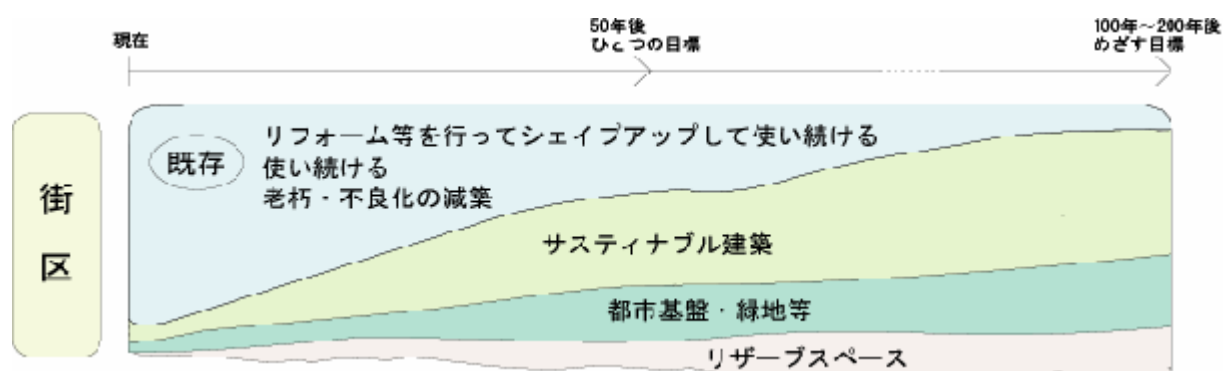 現在
50年後
ひとつの目標
100年～200年後
めざす目標
街区
既存
リフォーム等を行ってシェイプアップして使い続ける
使い続ける
老朽・不良化の減築
サスティナブル建築
都市基盤・緑地等
リザーブスペース